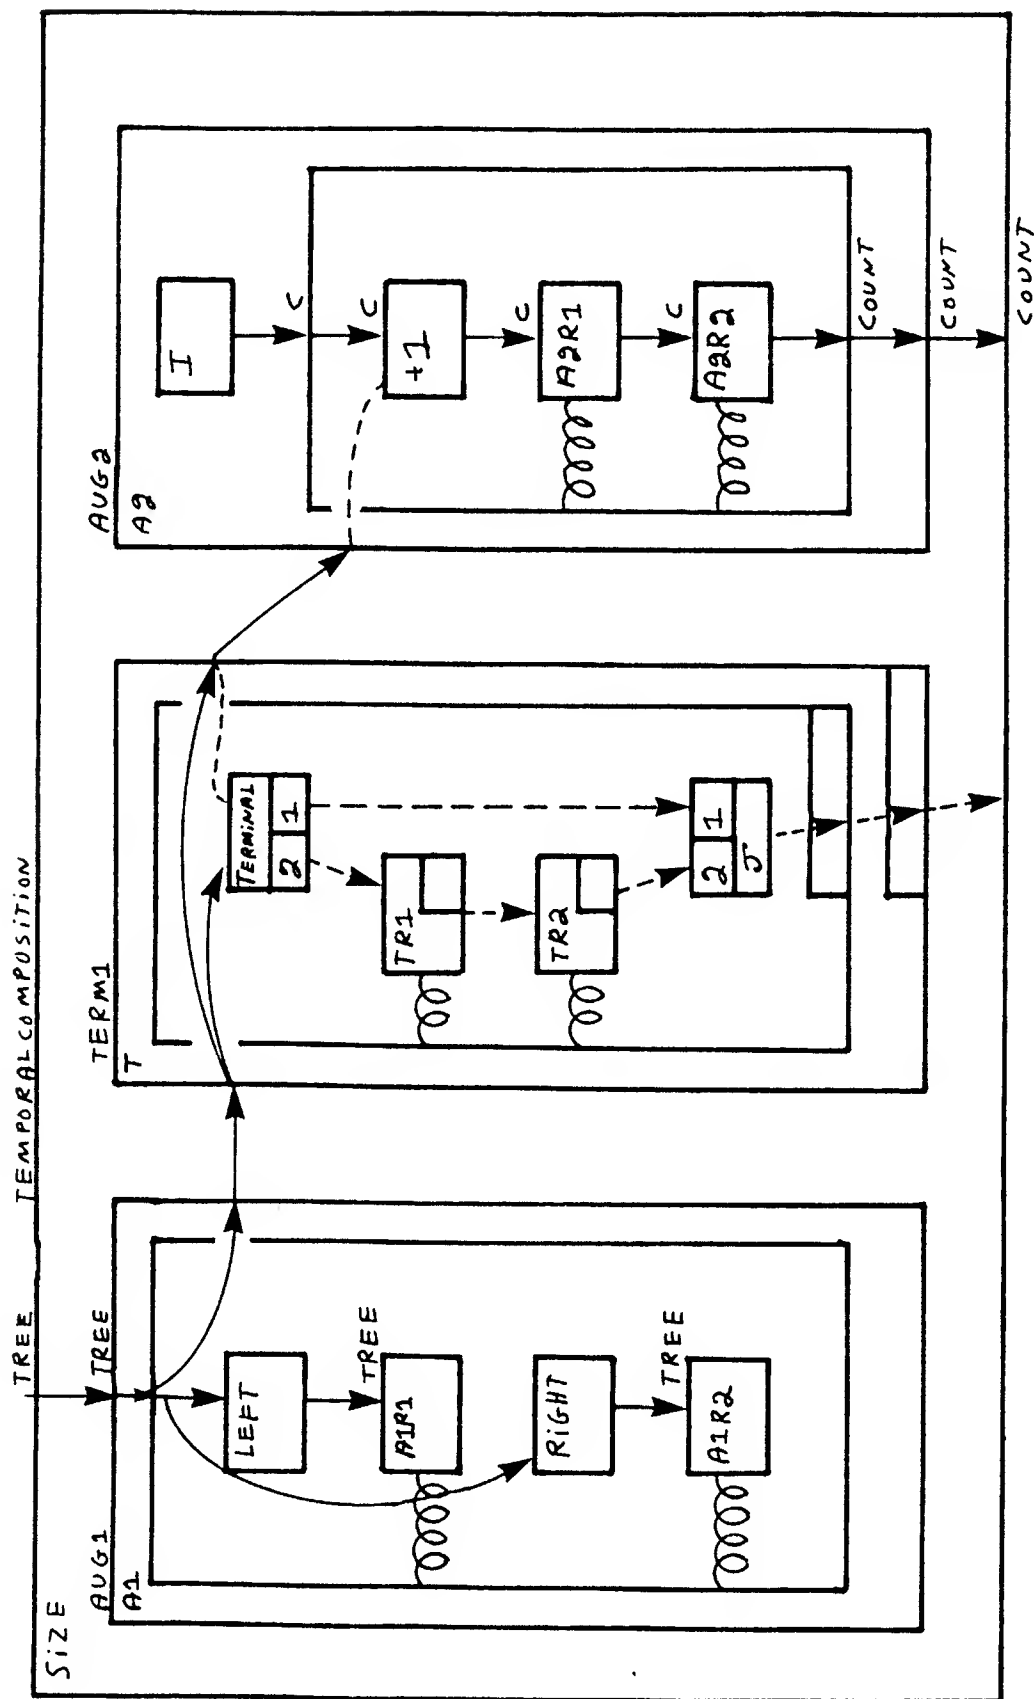 TREE
TEMPORAL COMPOSITION
SIZE
AUG1
A1
TREE
LEFT
TREE
A1R1
RIGHT
TREE
A1R2
TERM1
T
TERMINAL
2 1
TR1
TR2
2 1
J
AUG2
A2
I
C
C
+1
C
A2R1
C
A2R2
COUNT
COUNT
COUNT